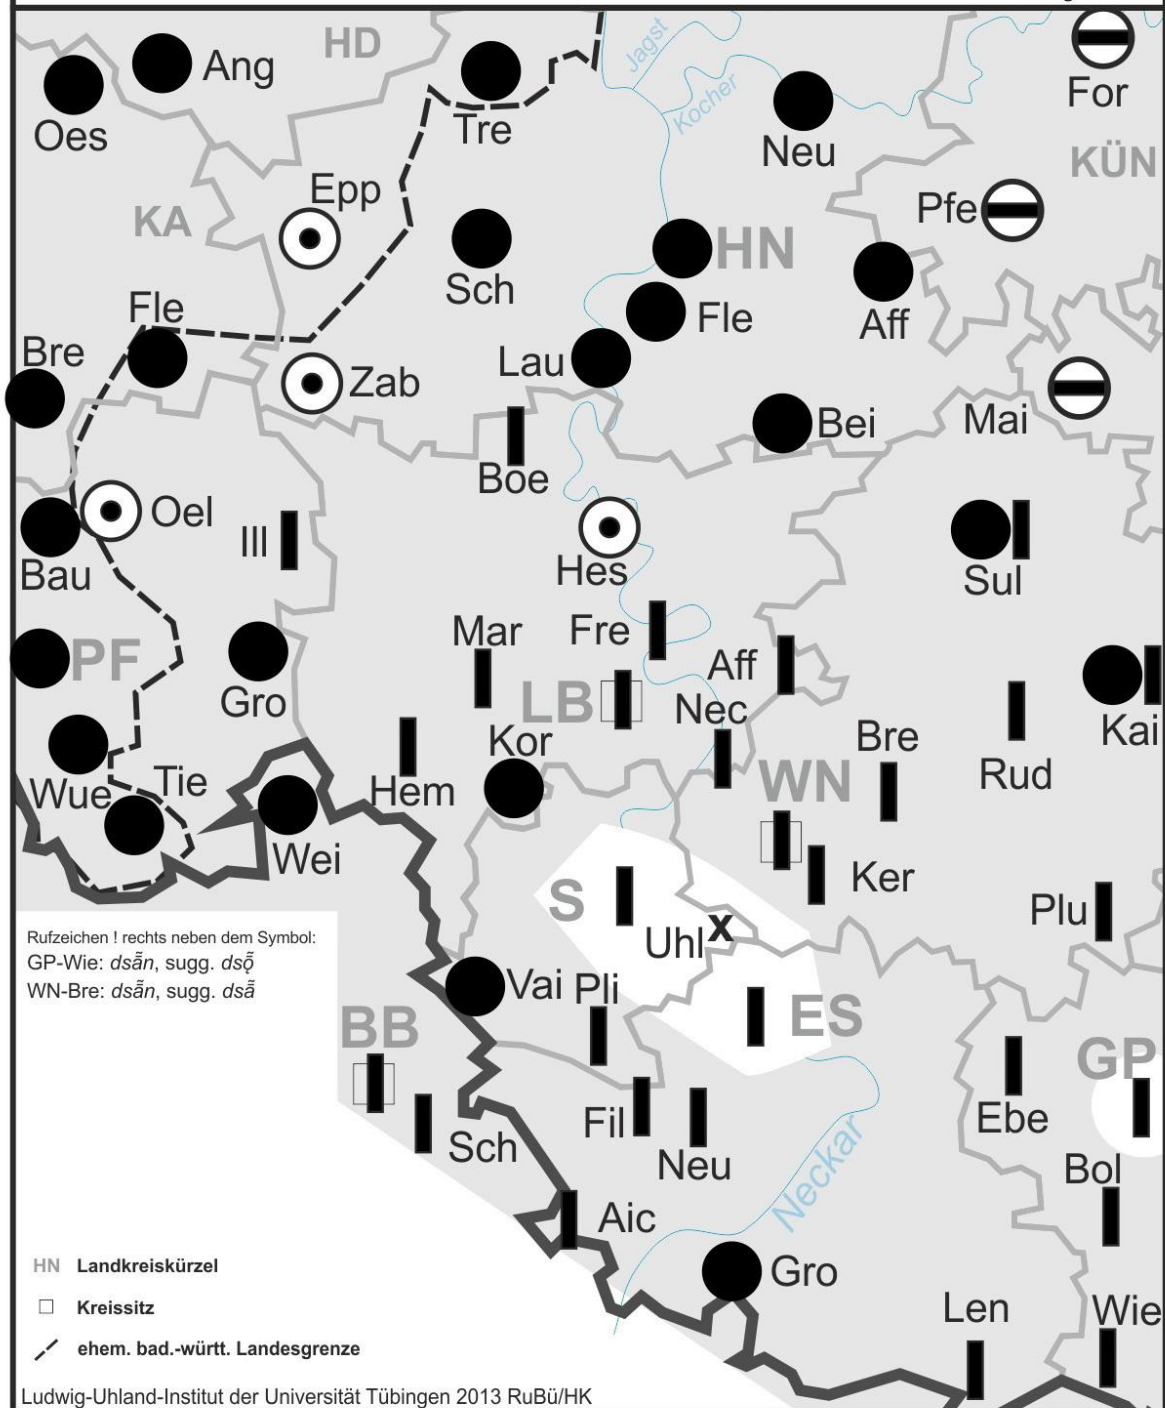 HD
Ang
Oes
Tre
Jagst
Kocher
Neu
For
KÜN
Epp
KA
Sch
HN
Pfe
Fle
Aff
Fle
Bre
Lau
Zab
Mai
Bei
Boe
Oel
Ill
Bau
Hes
Sul
Mar
Fre
Aff
PF
LB
Nec
Gro
Kai
Kor
Bre
Rud
Wue
Tie
Hem
WN
Wei
Ker
S
Plu
Uhl
x
Rufzeichen ! rechts neben dem Symbol:
GP-Wie: dsãn, sugg. dsǭ̃
WN-Bre: dsãn, sugg. dsã
Vai
Pli
BB
ES
GP
Fil
Ebe
Sch
Neu
Neckar
Bol
Aic
Gro
HN Landkreiskürzel
Kreissitz
Len
Wie
ehem. bad.-württ. Landesgrenze
Ludwig-Uhland-Institut der Universität Tübingen 2013 RuBü/HK